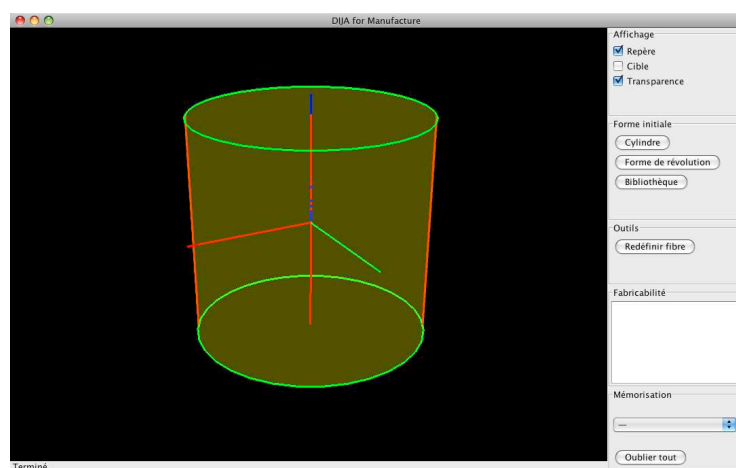 DIJA for Manufacture
Affichage
Repère
Cible
Transparence
Forme initiale
Cylindre
Forme de révolution
Bibliothèque
Outils
Redéfinir fibre
Fabricabilité
Mémorisation
—
Oublier tout
Terminé